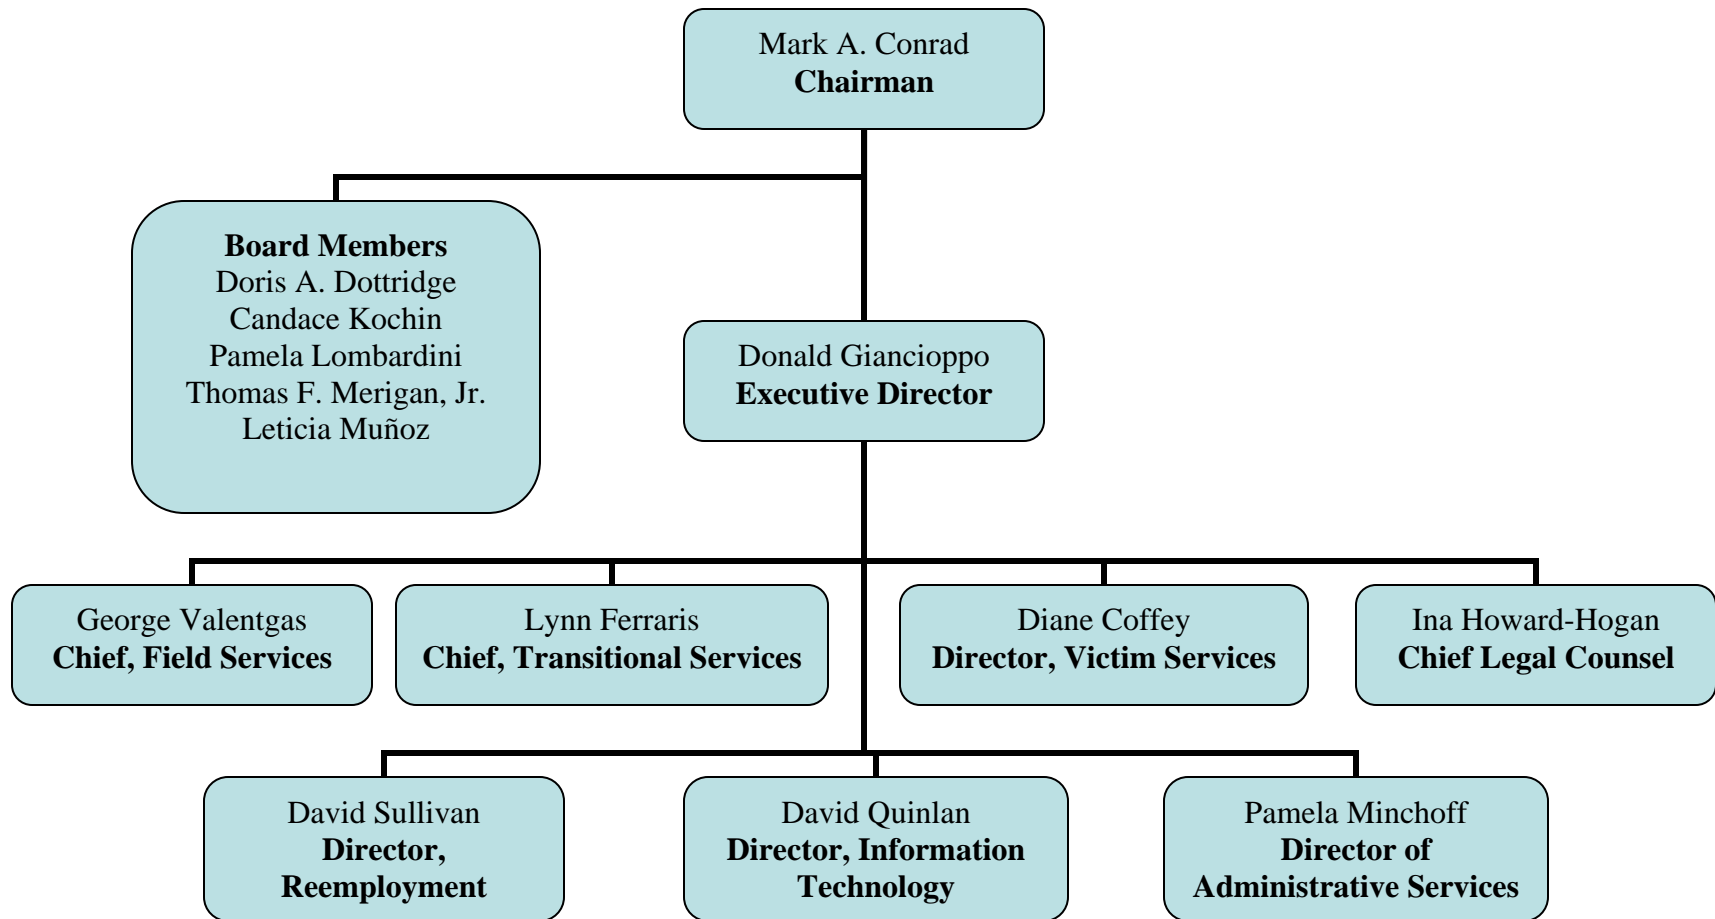 Mark A. Conrad
Chairman
Board Members
Doris A. Dottridge
Candace Kochin
Pamela Lombardini
Thomas F. Merigan, Jr.
Leticia Muñoz
Donald Giancioppo
Executive Director
George Valentgas
Chief, Field Services
Lynn Ferraris
Chief, Transitional Services
Diane Coffey
Director, Victim Services
Ina Howard-Hogan
Chief Legal Counsel
David Sullivan
Director,
Reemployment
David Quinlan
Director, Information
Technology
Pamela Minchoff
Director of
Administrative Services